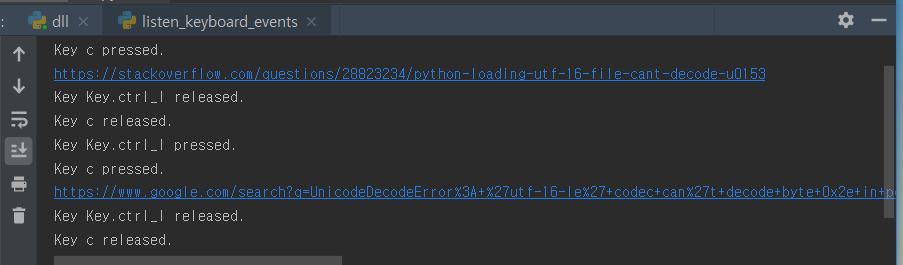 : dll × listen_keyboard_events ×
Key c pressed.
https://stackoverflow.com/questions/28823234/python-loading-utf-16-file-cant-decode-u0153
Key Key.ctrl_l released.
Key c released.
Key Key.ctrl_l pressed.
Key c pressed.
https://www.google.com/search?q=UnicodeDecodeError%3A+%27utf-16-le%27+codec+can%27t+decode+byte+0x2e+in+p
Key Key.ctrl_l released.
Key c released.